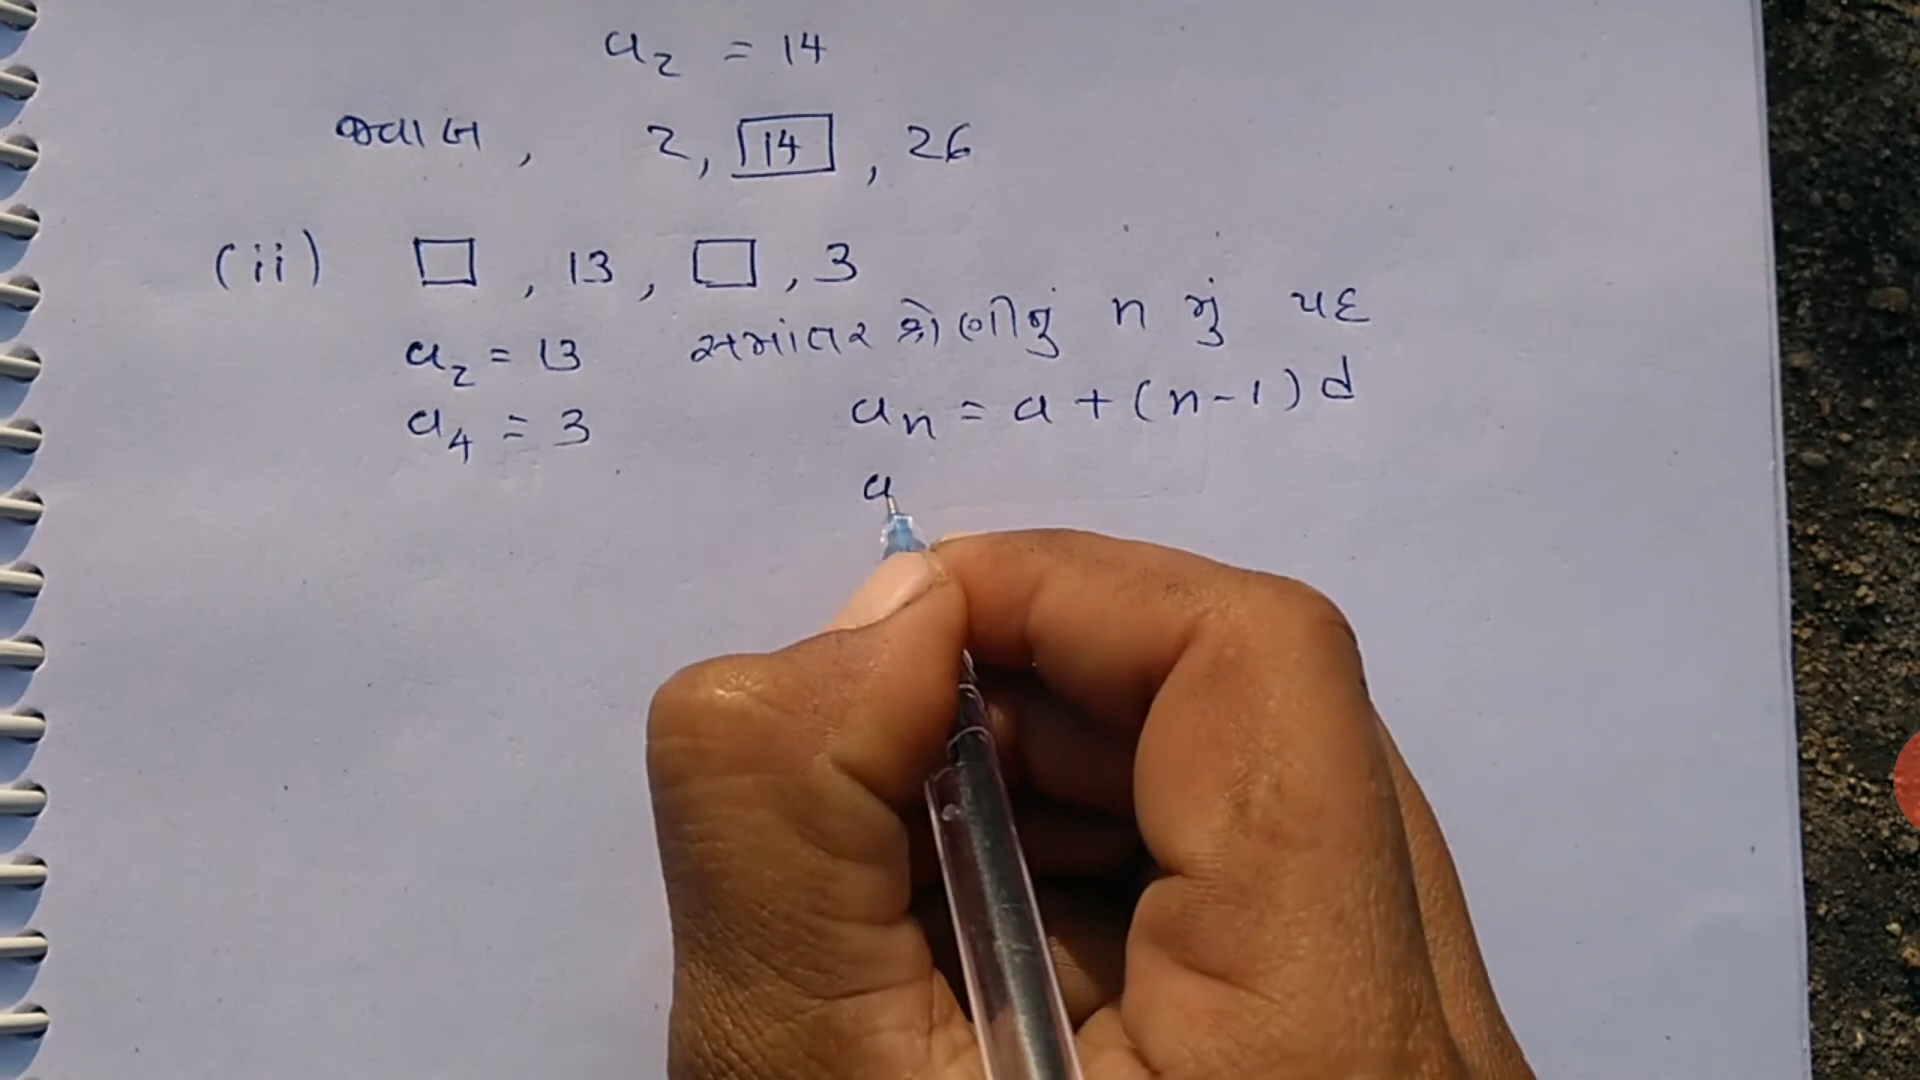 a₂ = 14
જવાબ, 2, 14, 26
(ii) □, 13, □, 3
સમાંતર શ્રેણીનું n મું પદ
a₂ = 13
aₙ = a + (n-1) d
a₄ = 3
a